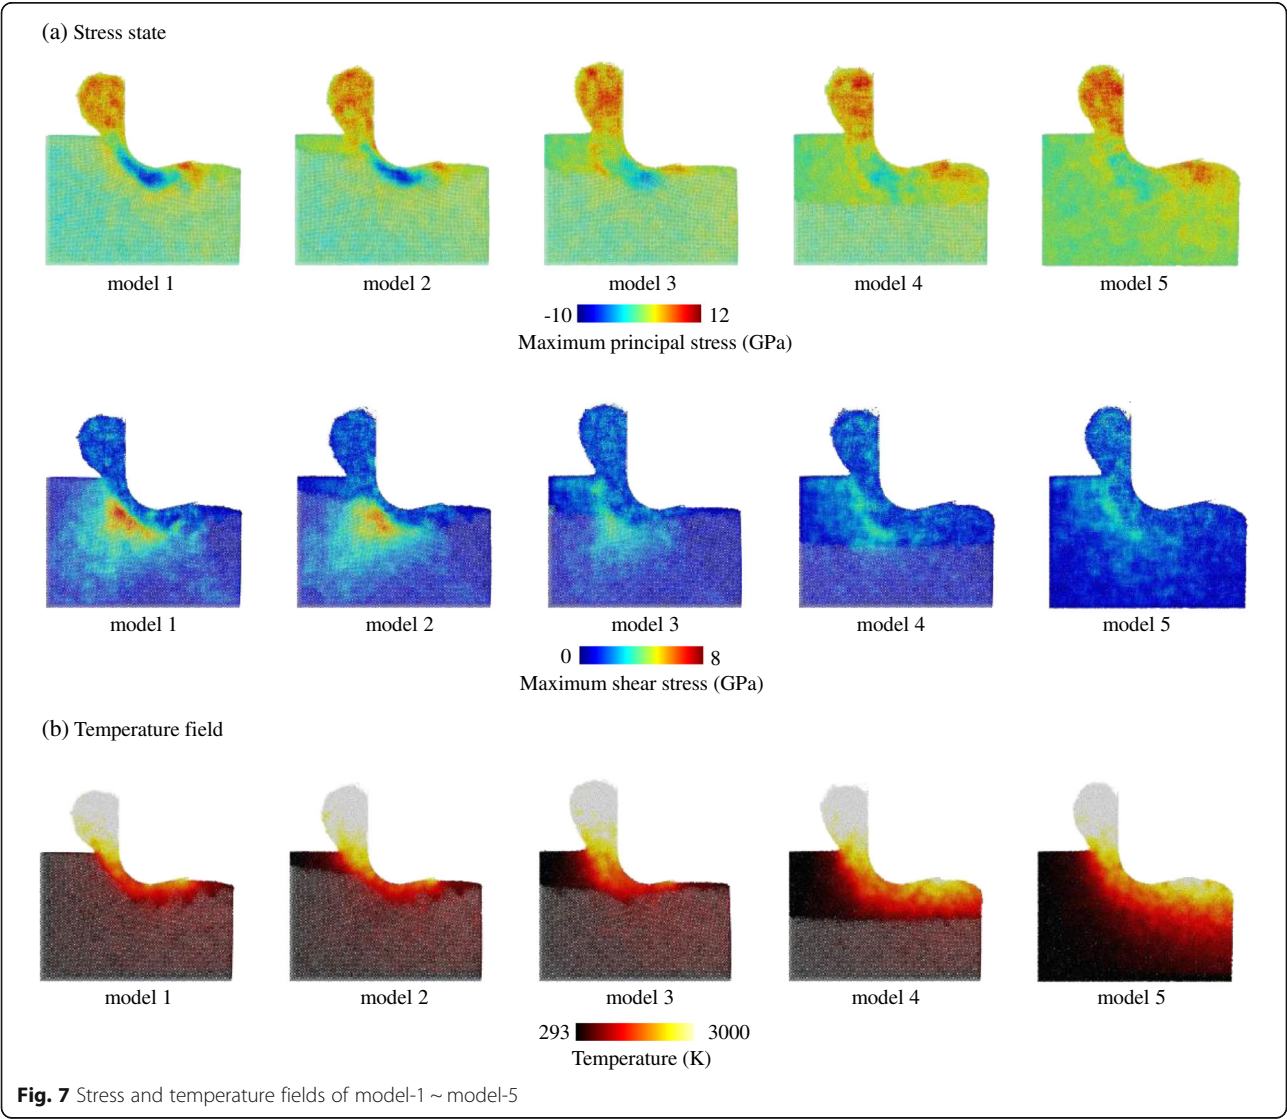 (a) Stress state
model 1
model 2
model 3
model 4
model 5
-10
12
Maximum principal stress (GPa)
model 1
model 2
model 3
model 4
model 5
0
8
Maximum shear stress (GPa)
(b) Temperature field
model 1
model 2
model 3
model 4
model 5
293
3000
Temperature (K)
Fig. 7 Stress and temperature fields of model-1 ~ model-5